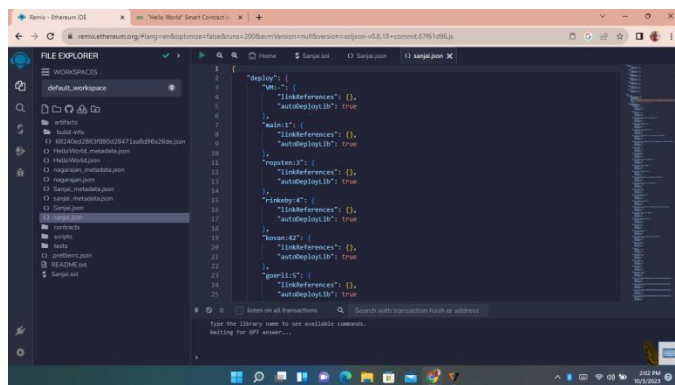 Remix - Ethereum IDE
"Hello World" Smart Contract in
remix.ethereum.org/#lang=en&optimize=false&runs=200&evmVersion=null&version=soljson-v0.8.18+commit.87f61d96.js
FILE EXPLORER
WORKSPACES
default_workspace
artifacts
build-info
HelloWorld_metadata.json
HelloWorld.json
nagarajan_metadata.json
nagarajan.json
Sanjai_metadata.json
sanjai_metadata.json
Sanjai.json
sanjai.json
contracts
scripts
tests
.prettierrc.json
README.txt
Sanjai.sol
Home
Sanjai.sol
Sanjai.json
sanjai.json
1 {
2 "deploy": {
3 "VM:-": {
4 "linkReferences": {},
5 "autoDeployLib": true
6 },
7 "main:1": {
8 "linkReferences": {},
9 "autoDeployLib": true
10 },
11 "ropsten:3": {
12 "linkReferences": {},
13 "autoDeployLib": true
14 },
15 "rinkeby:4": {
16 "linkReferences": {},
17 "autoDeployLib": true
18 },
19 "kovan:42": {
20 "linkReferences": {},
21 "autoDeployLib": true
22 },
23 "goerli:5": {
24 "linkReferences": {},
25 "autoDeployLib": true
0
listen on all transactions
Search with transaction hash or address
Type the library name to see available commands.
Waiting for GPT answer...
2:02 PM
10/3/2023